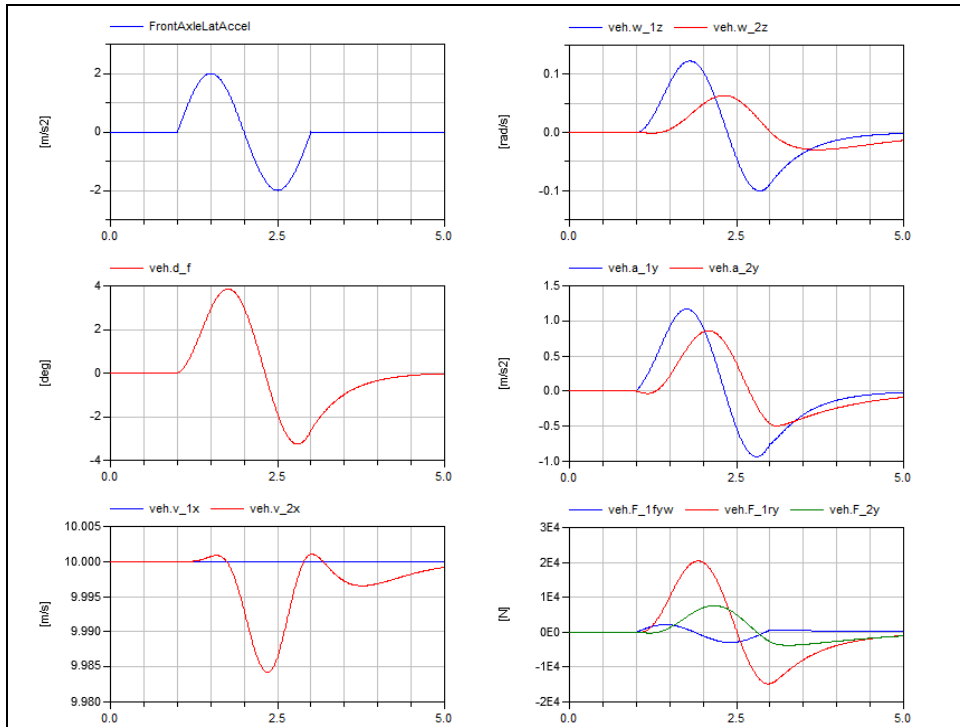 FrontAxleLatAccel
2
0
-2
[m/s2]
0.0 2.5 5.0
veh.w_1z veh.w_2z
0.1
0.0
-0.1
[rad/s]
0.0 2.5 5.0
veh.d_f
4
2
0
-2
-4
[deg]
0.0 2.5 5.0
veh.a_1y veh.a_2y
1.5
1.0
0.5
0.0
-0.5
-1.0
[m/s2]
0.0 2.5 5.0
veh.v_1x veh.v_2x
10.005
10.000
9.995
9.990
9.985
9.980
[m/s]
0.0 2.5 5.0
veh.F_1fyw veh.F_1ry veh.F_2y
3E4
2E4
1E4
0E0
-1E4
-2E4
[N]
0.0 2.5 5.0